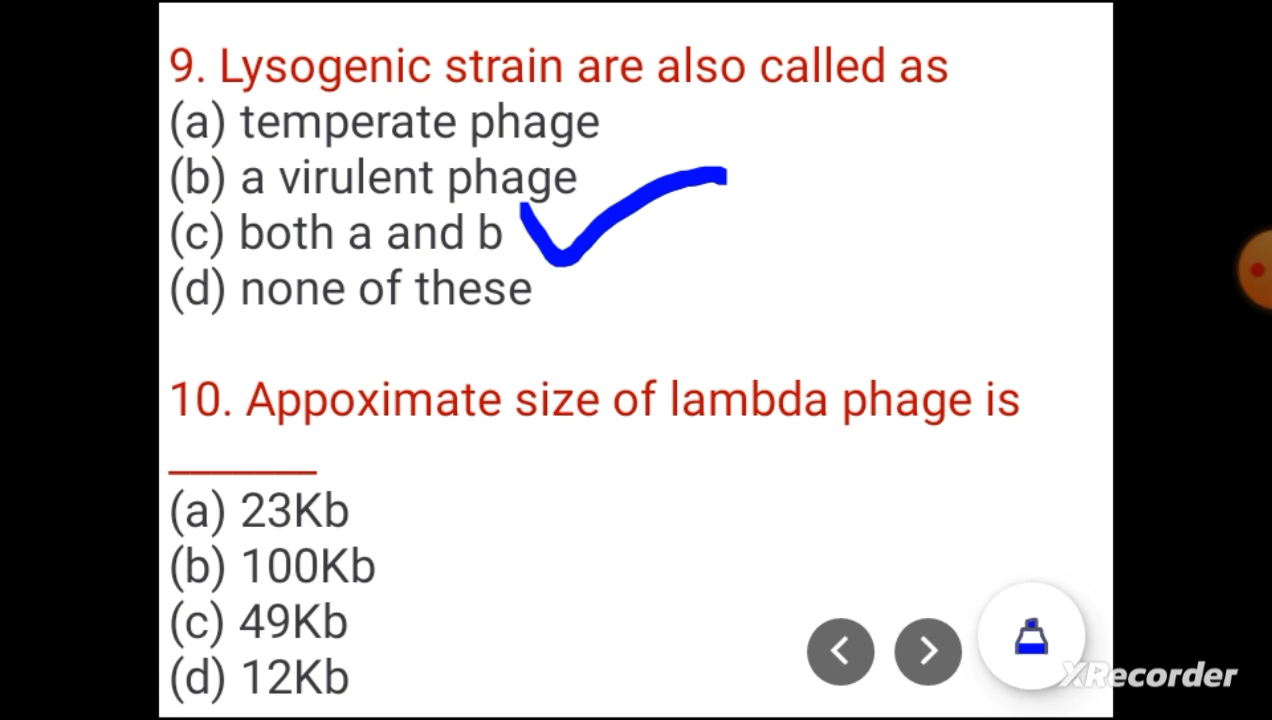 9. Lysogenic strain are also called as
(a) temperate phage
(b) a virulent phage
(c) both a and b
(d) none of these
10. Appoximate size of lambda phage is
______
(a) 23Kb
(b) 100Kb
(c) 49Kb
(d) 12Kb
XRecorder